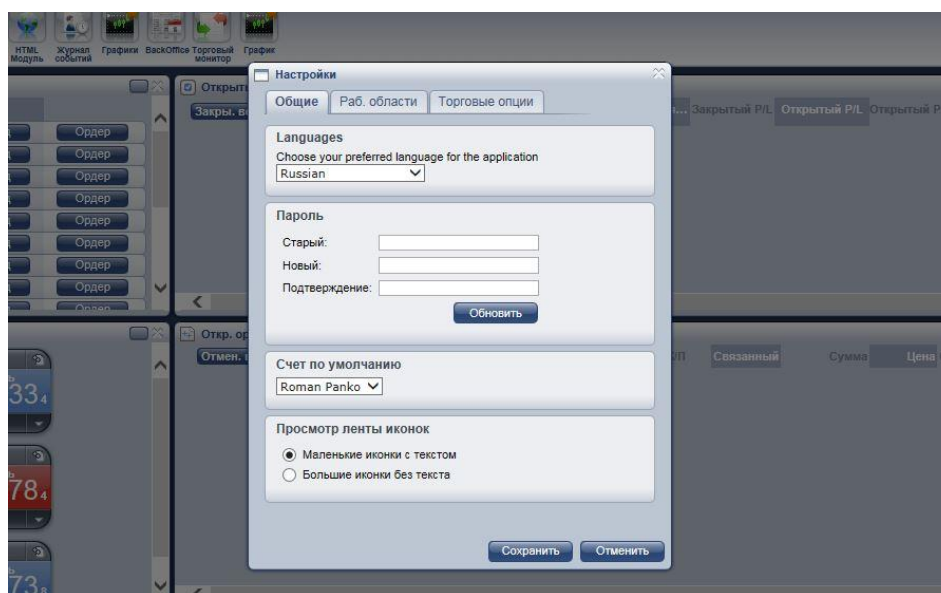 HTML Модуль
Журнал событий
Графики
BackOffice
Торговый монитор
График
Настройки
Общие Раб. области Торговые опции
Languages
Choose your preferred language for the application
Russian
Пароль
Старый:
Новый:
Подтверждение:
Обновить
Счет по умолчанию
Roman Panko
Просмотр ленты иконок
Маленькие иконки с текстом
Большие иконки без текста
Сохранить Отменить
Закрытый P/L Открытый P/L Открытый
Ордер
Ордер
Ордер
Ордер
Ордер
Ордер
Ордер
Ордер
Откр.
Отмен.
Связанный Сумма Цена
334
784
738